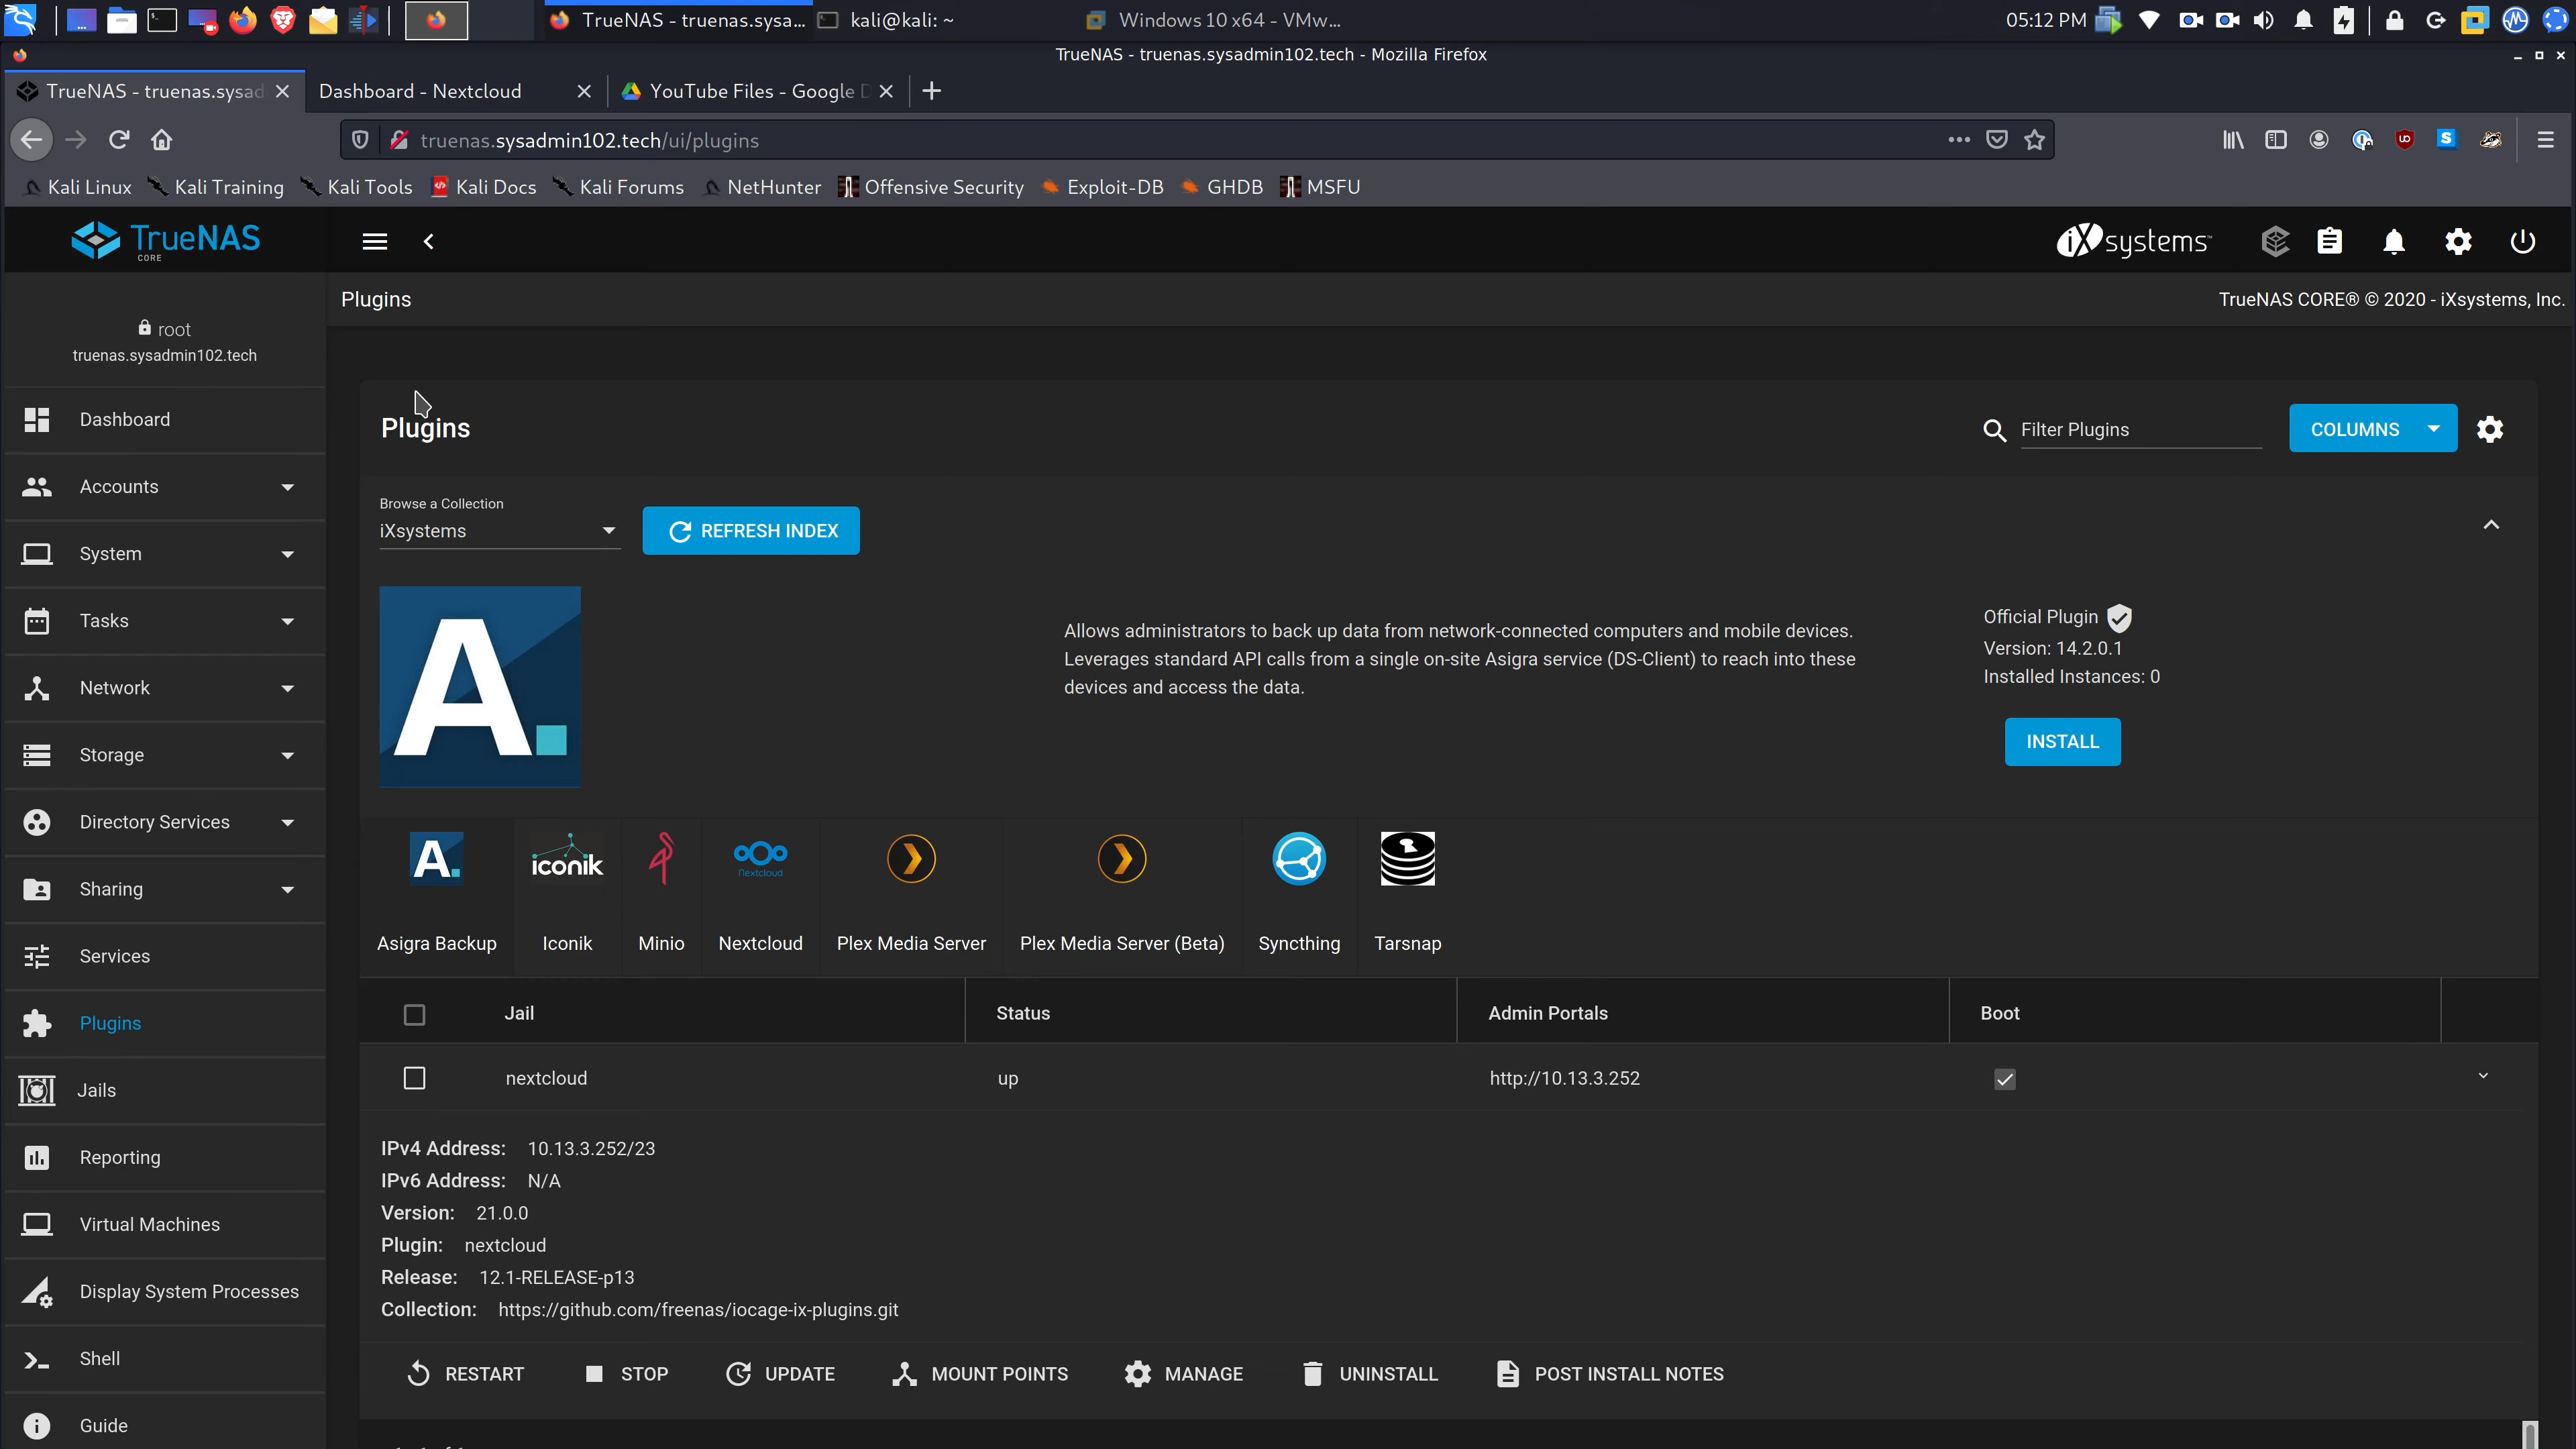 TrueNAS - truenas.sysa...
kali@kali: ~
Windows 10 x64 - VMw...
05:12 PM
TrueNAS - truenas.sysadmin102.tech - Mozilla Firefox
TrueNAS - truenas.sysad
Dashboard - Nextcloud
YouTube Files - Google D
truenas.sysadmin102.tech/ui/plugins
Kali Linux
Kali Training
Kali Tools
Kali Docs
Kali Forums
NetHunter
Offensive Security
Exploit-DB
GHDB
MSFU
TrueNAS
CORE
iXsystems™
Plugins
TrueNAS CORE® © 2020 - iXsystems, Inc.
root
truenas.sysadmin102.tech
Dashboard
Accounts
System
Tasks
Network
Storage
Directory Services
Sharing
Services
Plugins
Jails
Reporting
Virtual Machines
Display System Processes
Shell
Guide
Plugins
Filter Plugins
COLUMNS
Browse a Collection
iXsystems
REFRESH INDEX
A.
Allows administrators to back up data from network-connected computers and mobile devices.
Leverages standard API calls from a single on-site Asigra service (DS-Client) to reach into these
devices and access the data.
Official Plugin
Version: 14.2.0.1
Installed Instances: 0
INSTALL
A.
iconik
nextcloud
Asigra Backup
Iconik
Minio
Nextcloud
Plex Media Server
Plex Media Server (Beta)
Syncthing
Tarsnap
Jail
Status
Admin Portals
Boot
nextcloud
up
http://10.13.3.252
IPv4 Address: 10.13.3.252/23
IPv6 Address: N/A
Version: 21.0.0
Plugin: nextcloud
Release: 12.1-RELEASE-p13
Collection: https://github.com/freenas/iocage-ix-plugins.git
RESTART
STOP
UPDATE
MOUNT POINTS
MANAGE
UNINSTALL
POST INSTALL NOTES